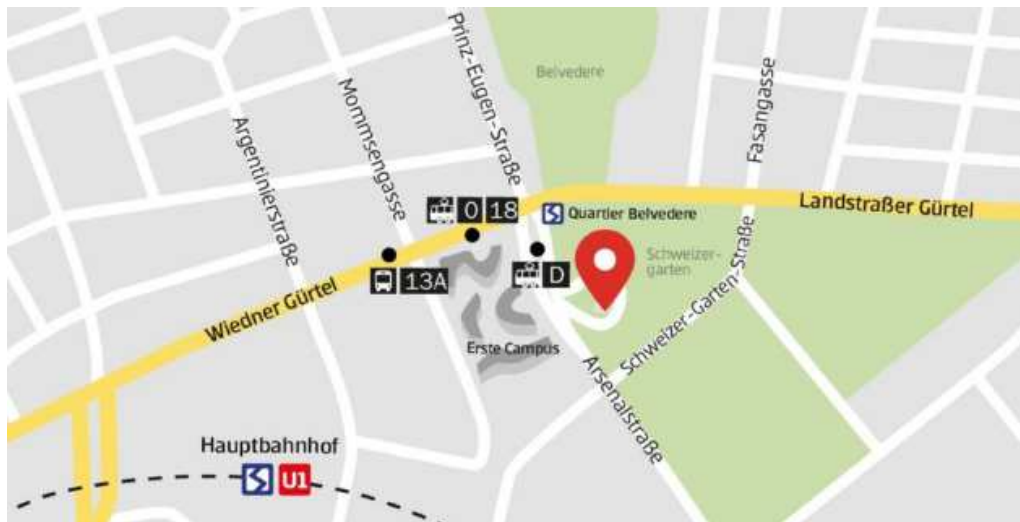 Belvedere
Prinz-Eugen-Straße
Mommsengasse
Argentinierstraße
Fasangasse
O 18
Quartier Belvedere
Landstraßer Gürtel
13A
D
Schweizer-
garten
Wiedner Gürtel
Schweizer-Garten-Straße
Erste Campus
Arsenalstraße
Hauptbahnhof
U1